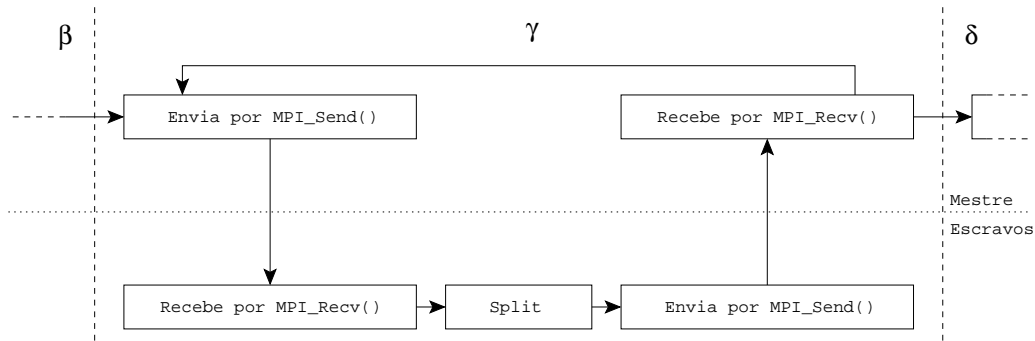 β
γ
δ
Envia por MPI_Send()
Recebe por MPI_Recv()
Mestre
Escravos
Recebe por MPI_Recv()
Split
Envia por MPI_Send()